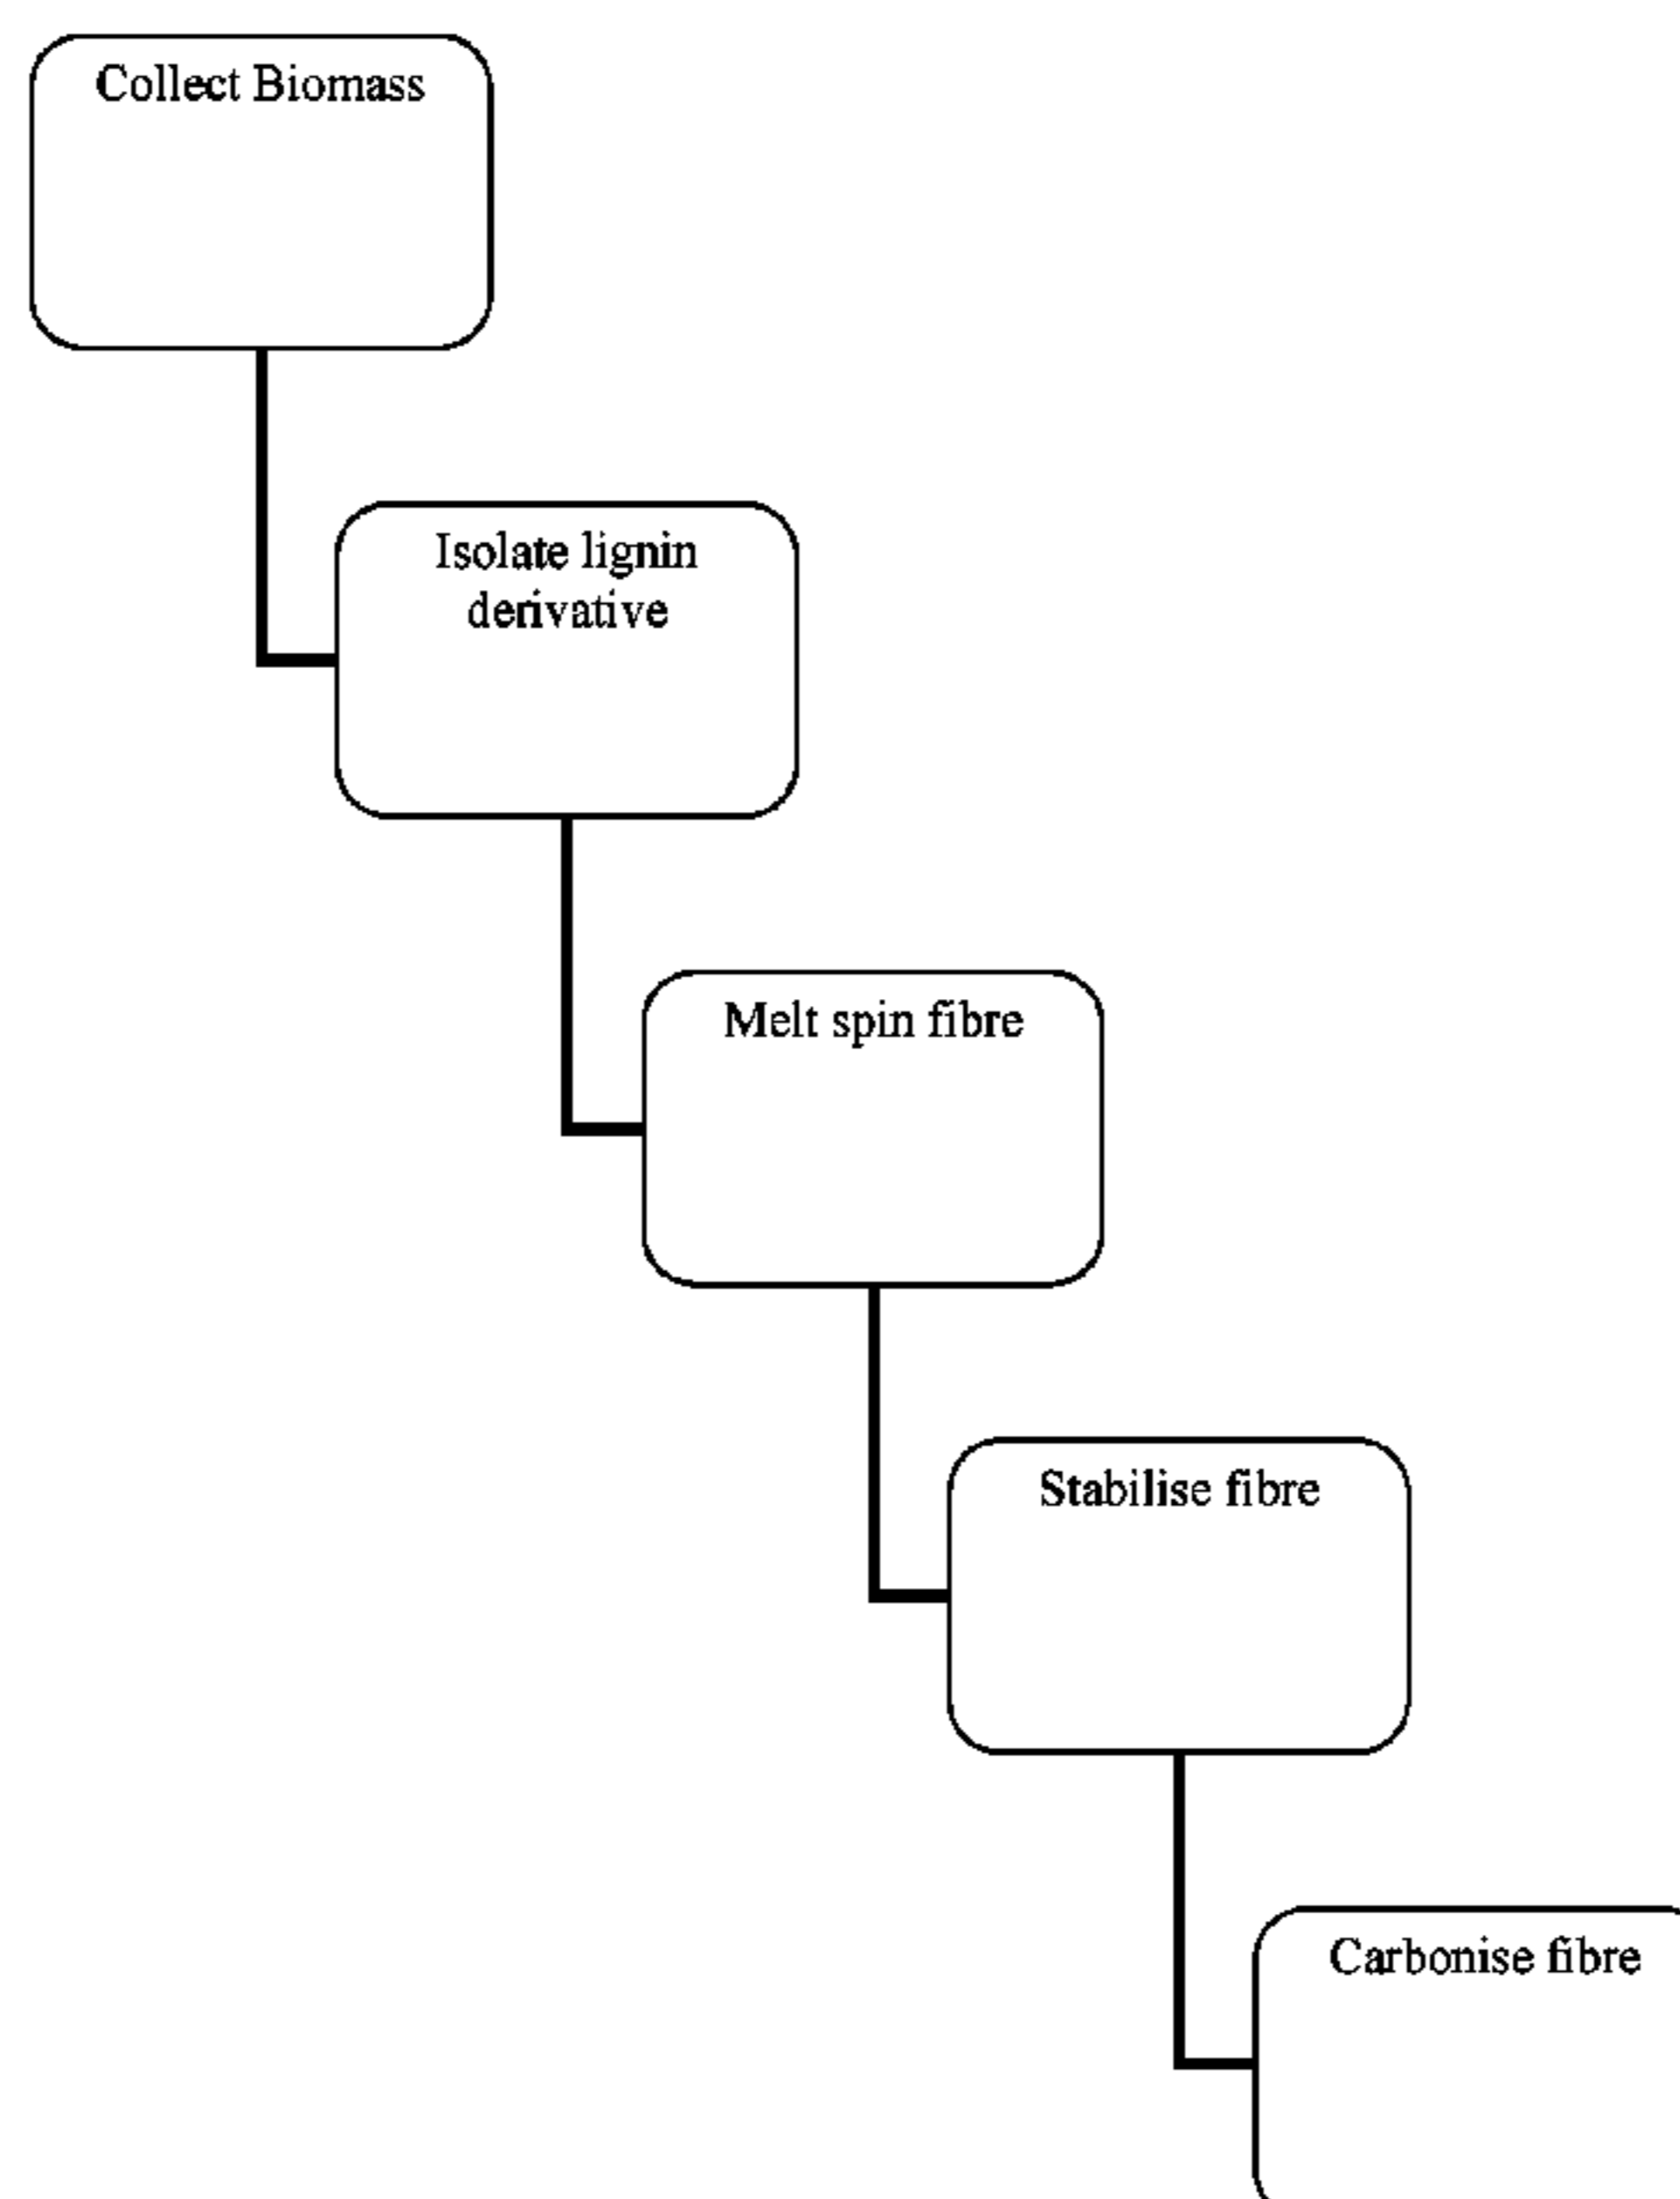 Collect Biomass
Isolate lignin
derivative
Melt spin fibre
Stabilise fibre
Carbonise fibre